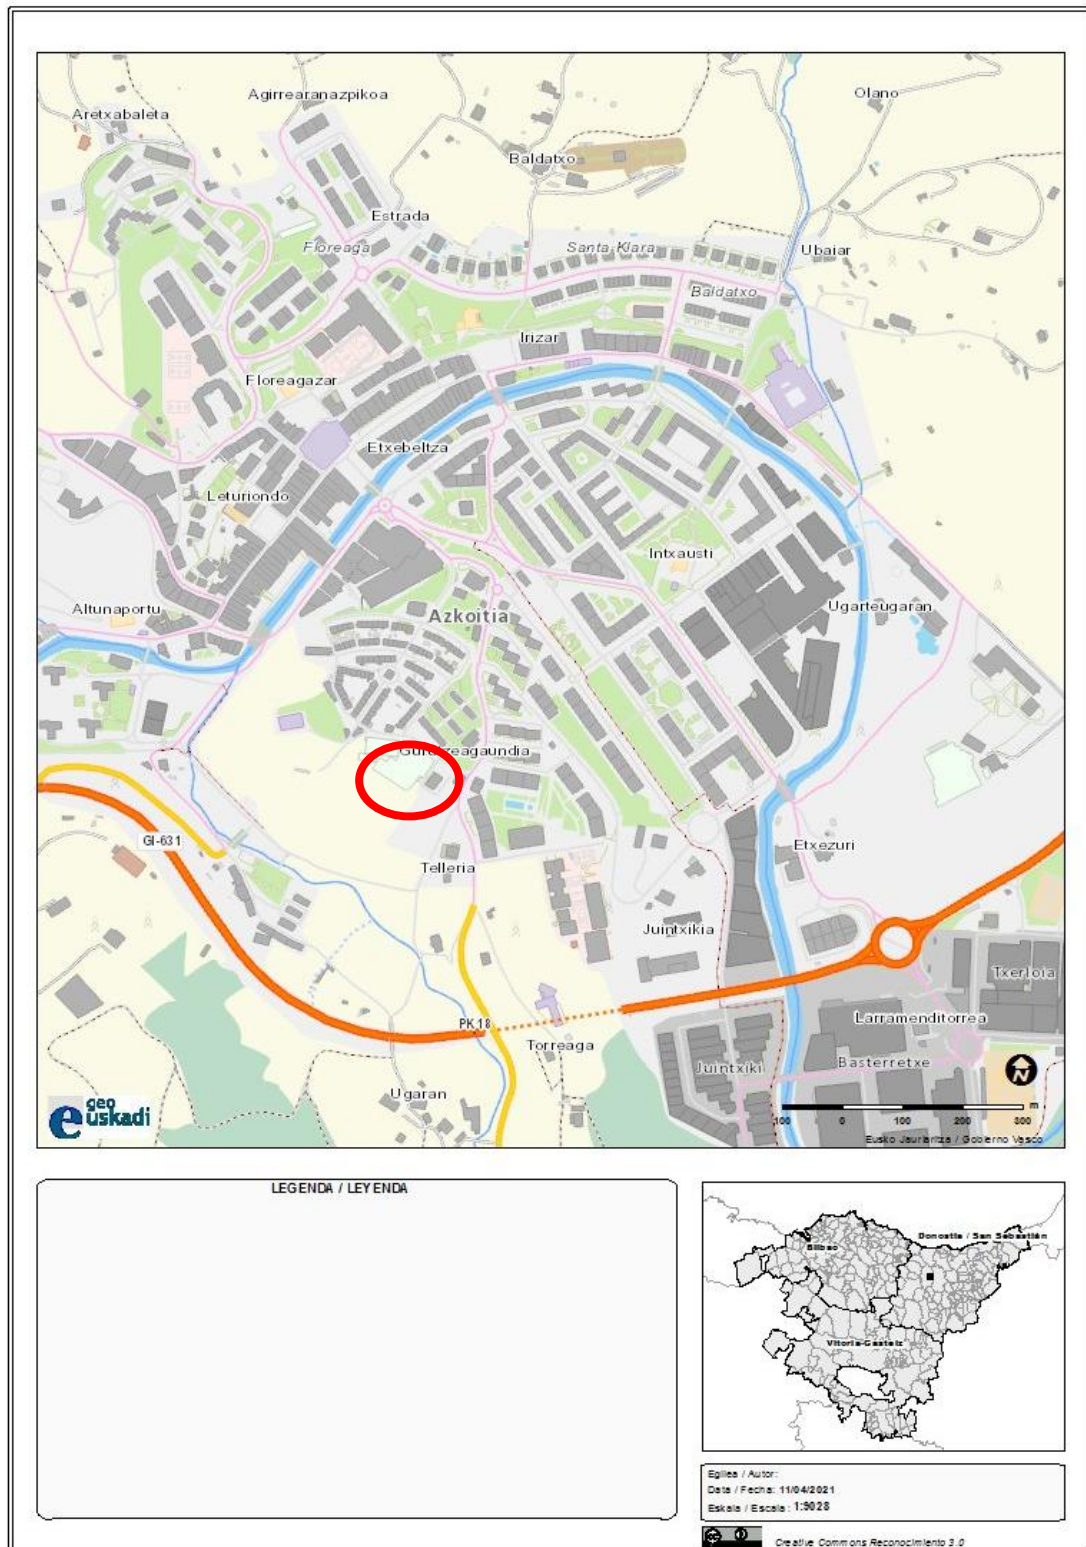 Agirrearanazpikoa
Olano
Aretxabaleta
Baldatxo
Estrada
Floreaga
Santa Klara
Ubaiar
Baldatxo
Irizar
Floreagazar
Etxebeltza
Leturiondo
Intxausti
Altunaportu
Azkoitia
Ugarteugaran
GI-631
Etxezuri
Telleria
Juintxikia
Txerloia
PK 18
Larramenditorrea
Torreaga
Basterretxe
Juintxiki
Ugaran
N
geo
euskadi
100 0 100 200 300 m
Eusko Jaurlaritza / Gobierno Vasco
LEGENDA / LEYENDA
Donostia / San Sebastián
Bilbao
Vitoria-Gasteiz
Egilea / Autor:
Data / Fecha: 11/04/2021
Eskala / Escala : 1:9028
cc
Creative Commons Reconocimiento 3.0